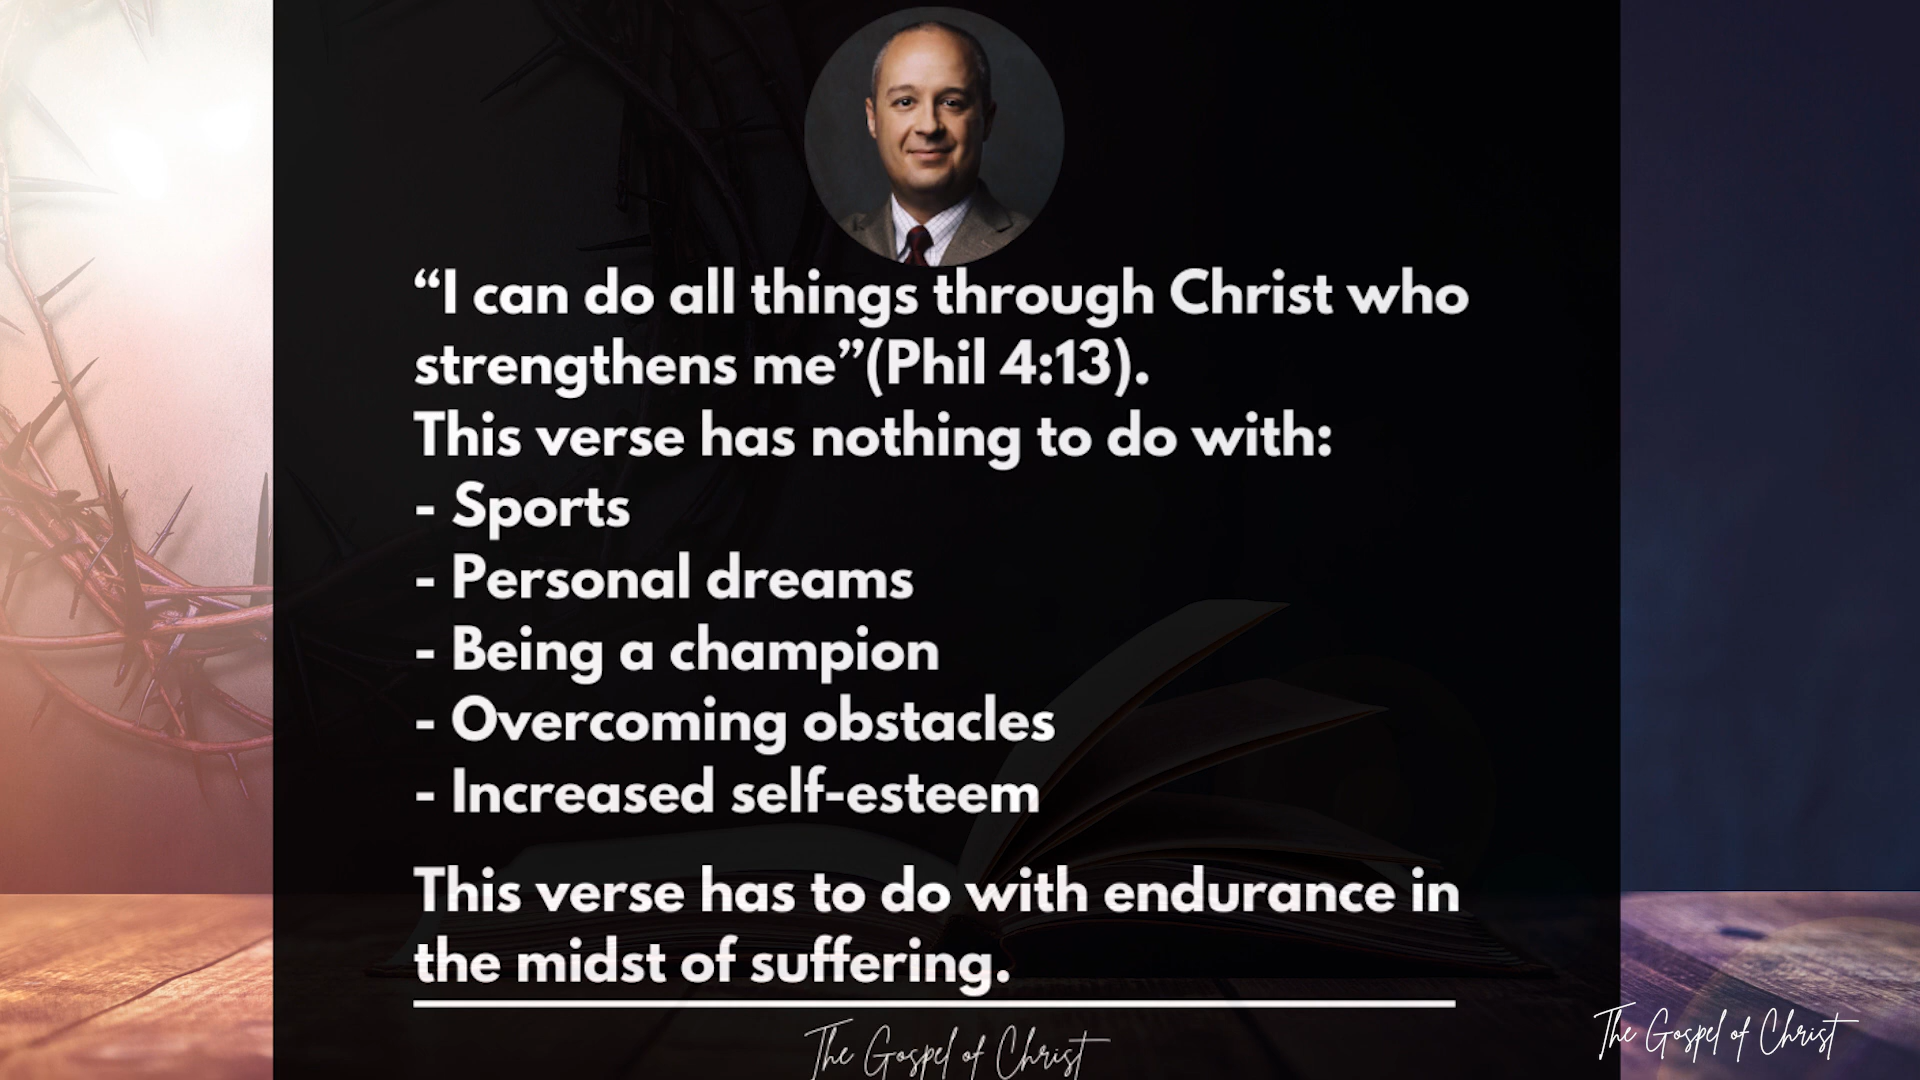 “I can do all things through Christ who
strengthens me”(Phil 4:13).
This verse has nothing to do with:
- Sports
- Personal dreams
- Being a champion
- Overcoming obstacles
- Increased self-esteem
This verse has to do with endurance in
the midst of suffering.
The Gospel of Christ
The Gospel of Christ